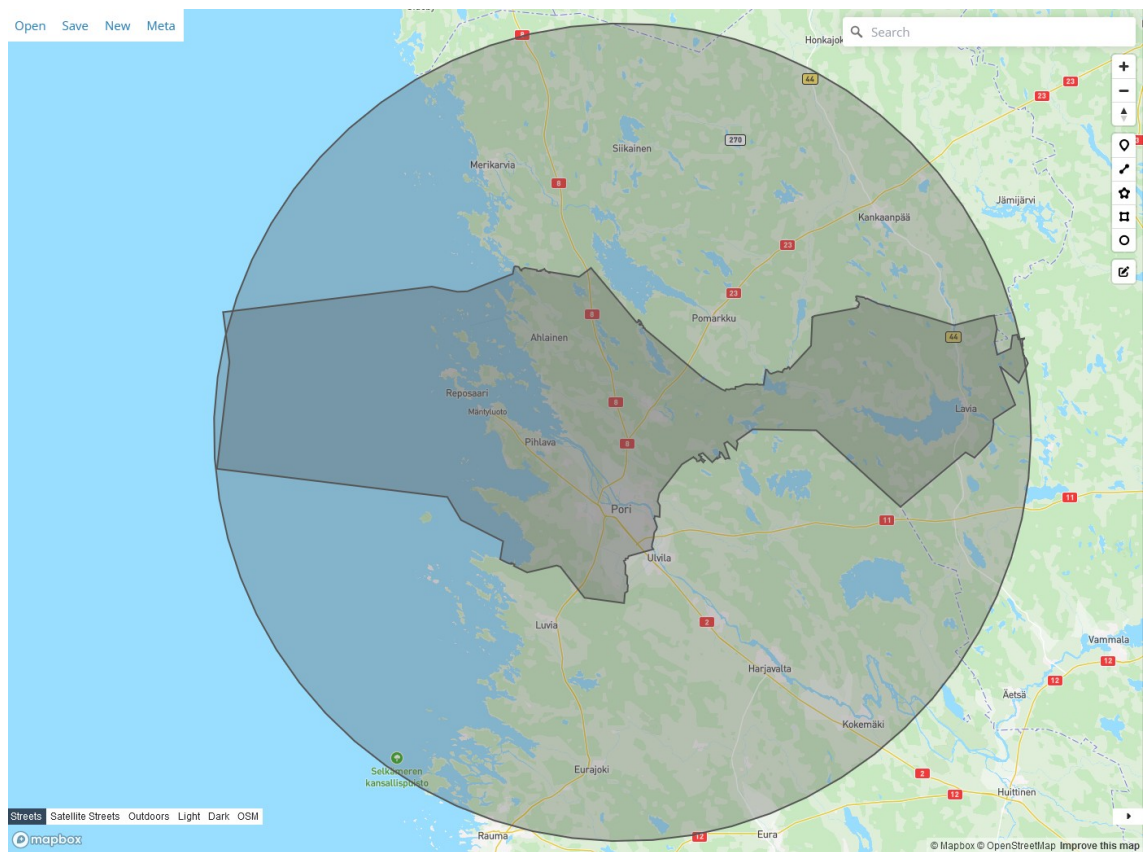 Open Save New Meta
Search
8
Honkajok
44
23
23
270
Siikainen
Merikarvia
8
Jämijärvi
Kankaanpää
23
23
8
Pomarkku
Ahlainen
44
Reposaari
8
Lavia
Mäntyluoto
Pihlava
8
11
Pori
11
Ulvila
2
Luvia
Vammala
12
Harjavalta
12
Äetsä
Kokemäki
Selkämeren
kansallispuisto
Eurajoki
2
12
Huittinen
Streets Satellite Streets Outdoors Light Dark OSM
Rauma
12
Eura
mapbox
© Mapbox © OpenStreetMap Improve this map